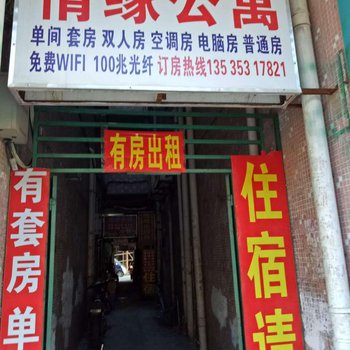 情缘公寓
单间 套房 双人房 空调房 电脑房 普通房
免费WIFI 100兆光纤 订房热线135 353 17821
有房出租
有套房单
住宿请